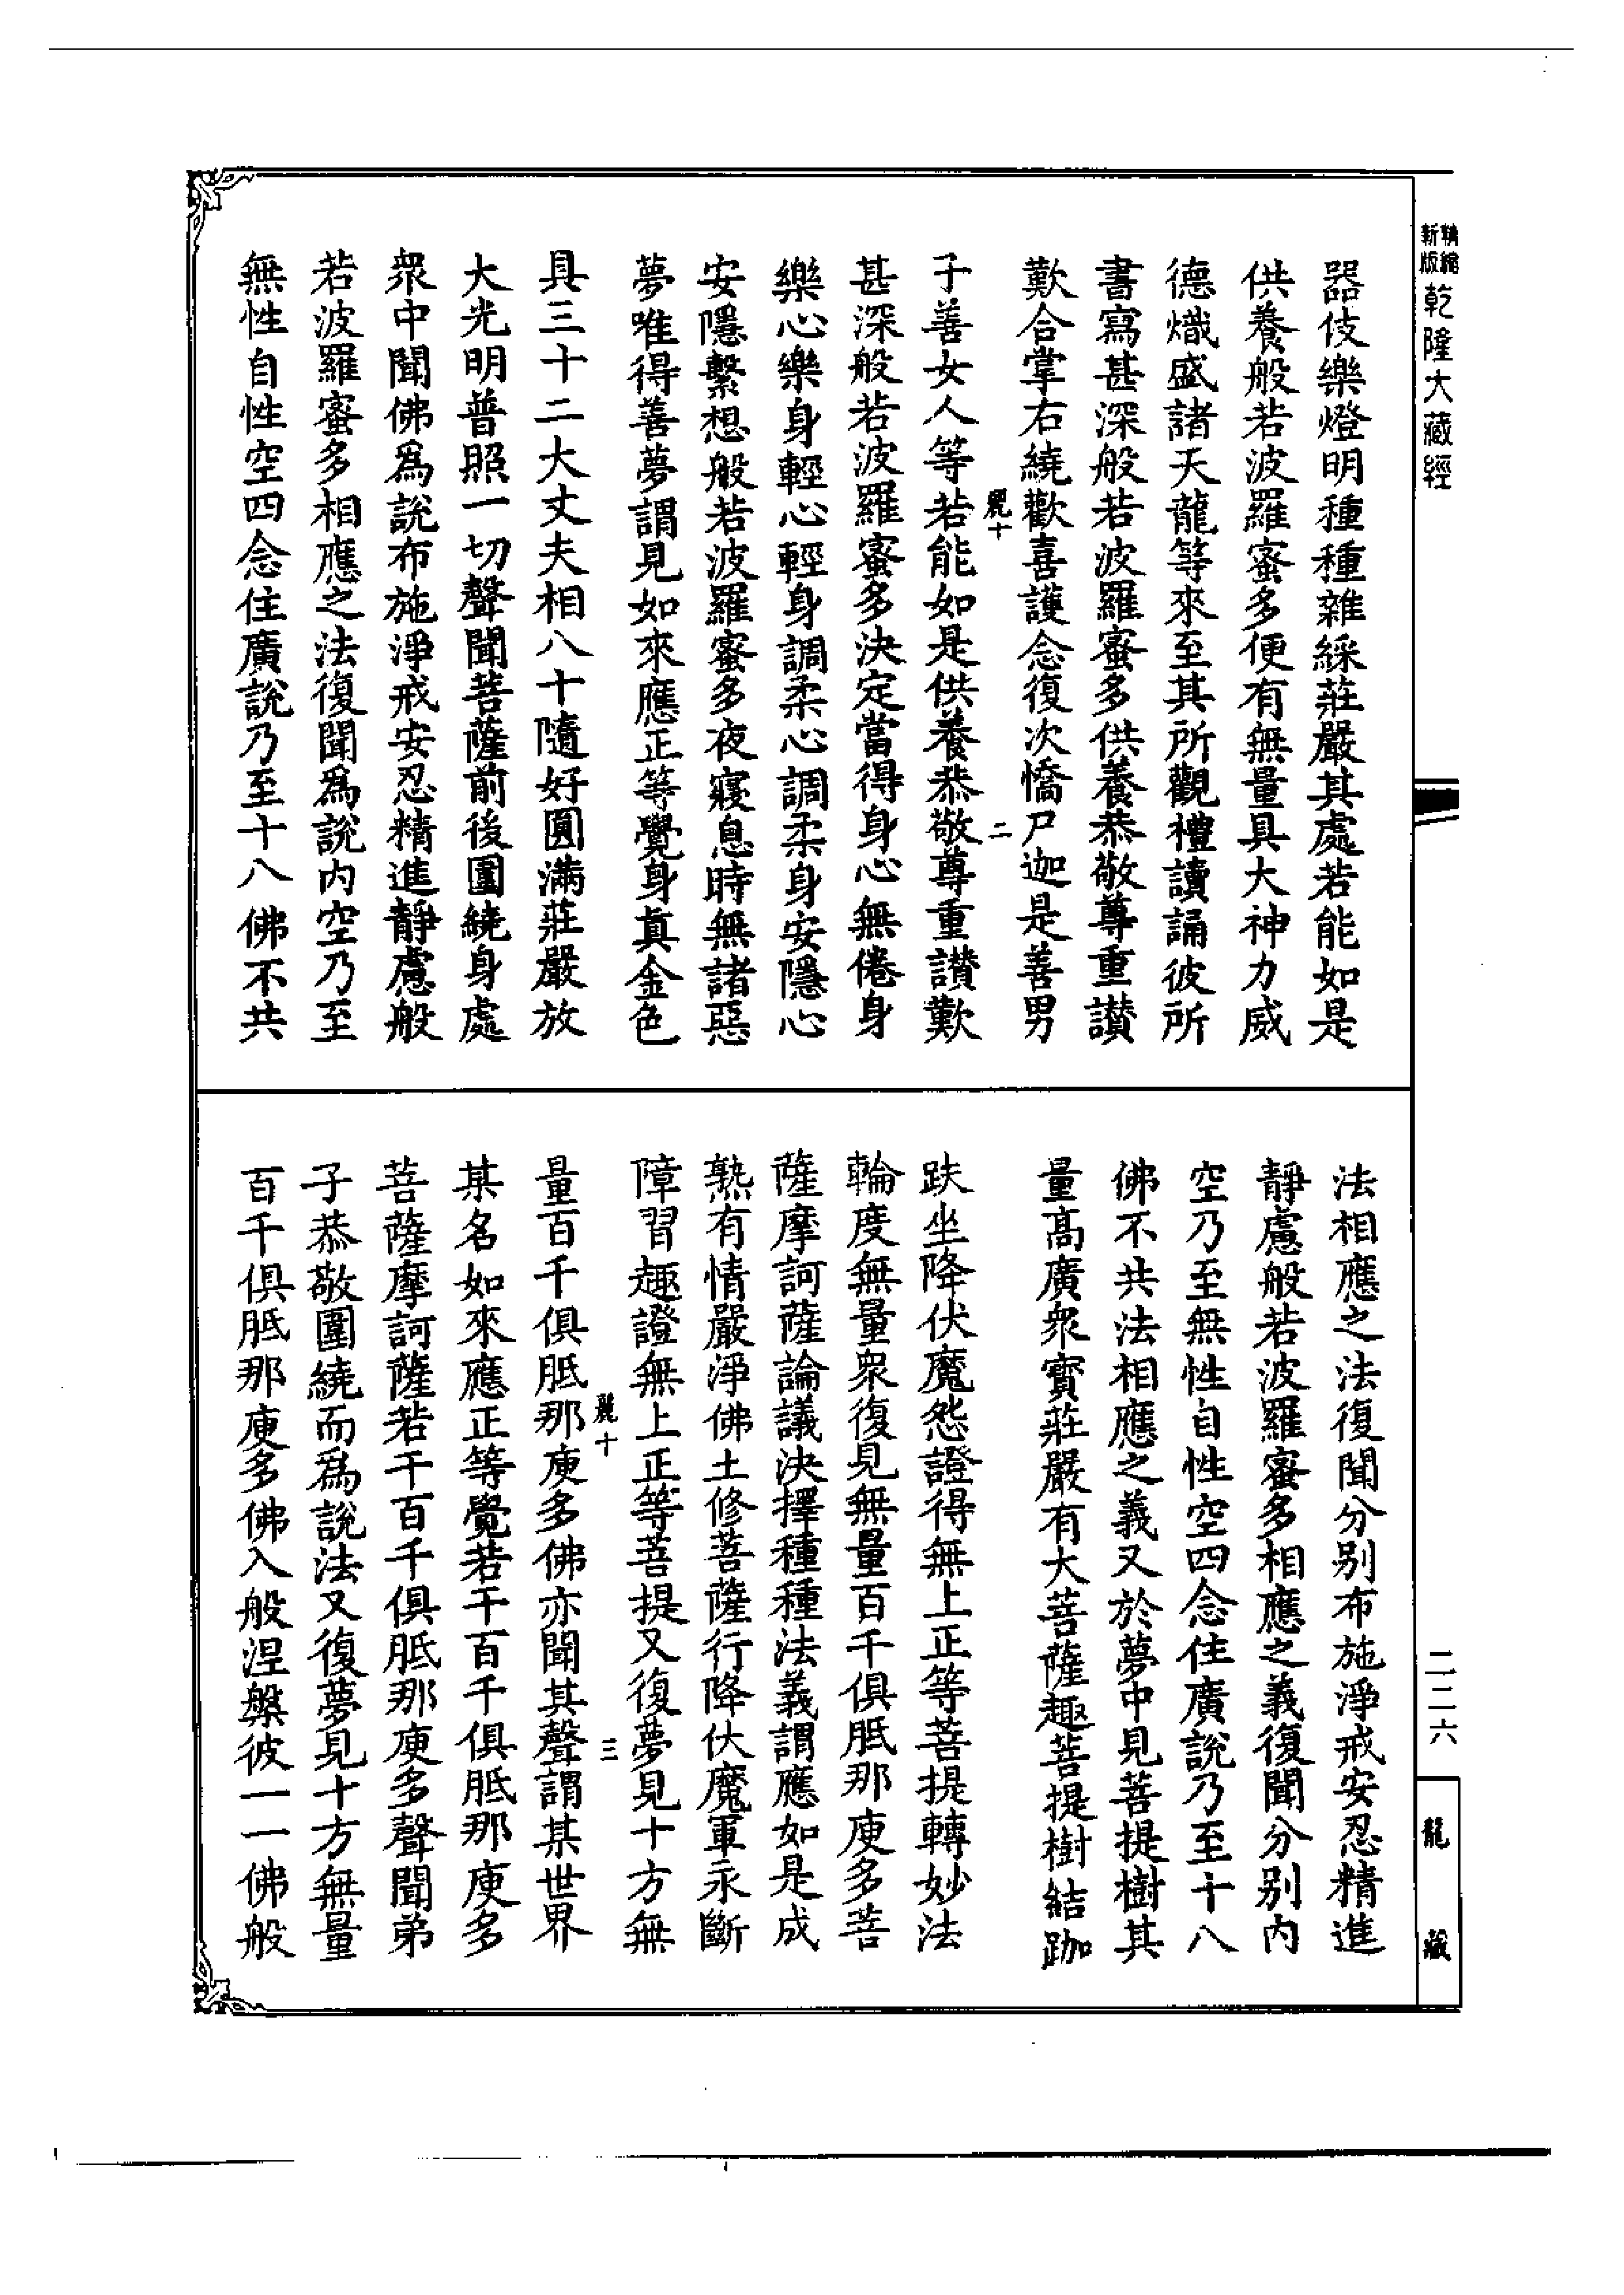 精縮新版乾隆大藏經
器伎樂燈明種種雜綵莊嚴其處若能如是
供養般若波羅蜜多便有無量具大神力威
德熾盛諸天龍等來至其所觀禮讀誦彼所
書寫甚深般若波羅蜜多供養恭敬尊重讃
歎合掌右繞歡喜護念復次憍尸迦是善男
麗十 二
子善女人等若能如是供養恭敬尊重讃歎
甚深般若波羅蜜多決定當得身心無倦身
樂心樂身輕心輕身調柔心調柔身安隱心
安隱繫想般若波羅蜜多夜寢息時無諸惡
夢唯得善夢謂見如來應正等覺身真金色
具三十二大丈夫相八十隨好圓滿莊嚴放
大光明普照一切聲聞菩薩前後圍繞身處
衆中聞佛爲說布施淨戒安忍精進靜慮般
若波羅蜜多相應之法復聞爲說内空乃至
無性自性空四念住廣說乃至十八佛不共
法相應之法復聞分別布施淨戒安忍精進
靜慮般若波羅蜜多相應之義復聞分別内
空乃至無性自性空四念住廣說乃至十八
佛不共法相應之義又於夢中見菩提樹其
量高廣衆寶莊嚴有大菩薩趣菩提樹結跏
趺坐降伏魔怨證得無上正等菩提轉妙法
輪度無量衆復見無量百千俱胝那庾多菩
薩摩訶薩論議決擇種種法義謂應如是成
熟有情嚴淨佛土修菩薩行降伏魔軍永斷
障習趣證無上正等菩提又復夢見十方無
麗十 三
量百千俱胝那庾多佛亦聞其聲謂某世界
某名如來應正等覺若干百千俱胝那庾多
菩薩摩訶薩若干百千俱胝那庾多聲聞弟
子恭敬圍繞而爲說法又復夢見十方無量
百千俱胝那庾多佛入般涅槃彼一一佛般
二二六
龍藏